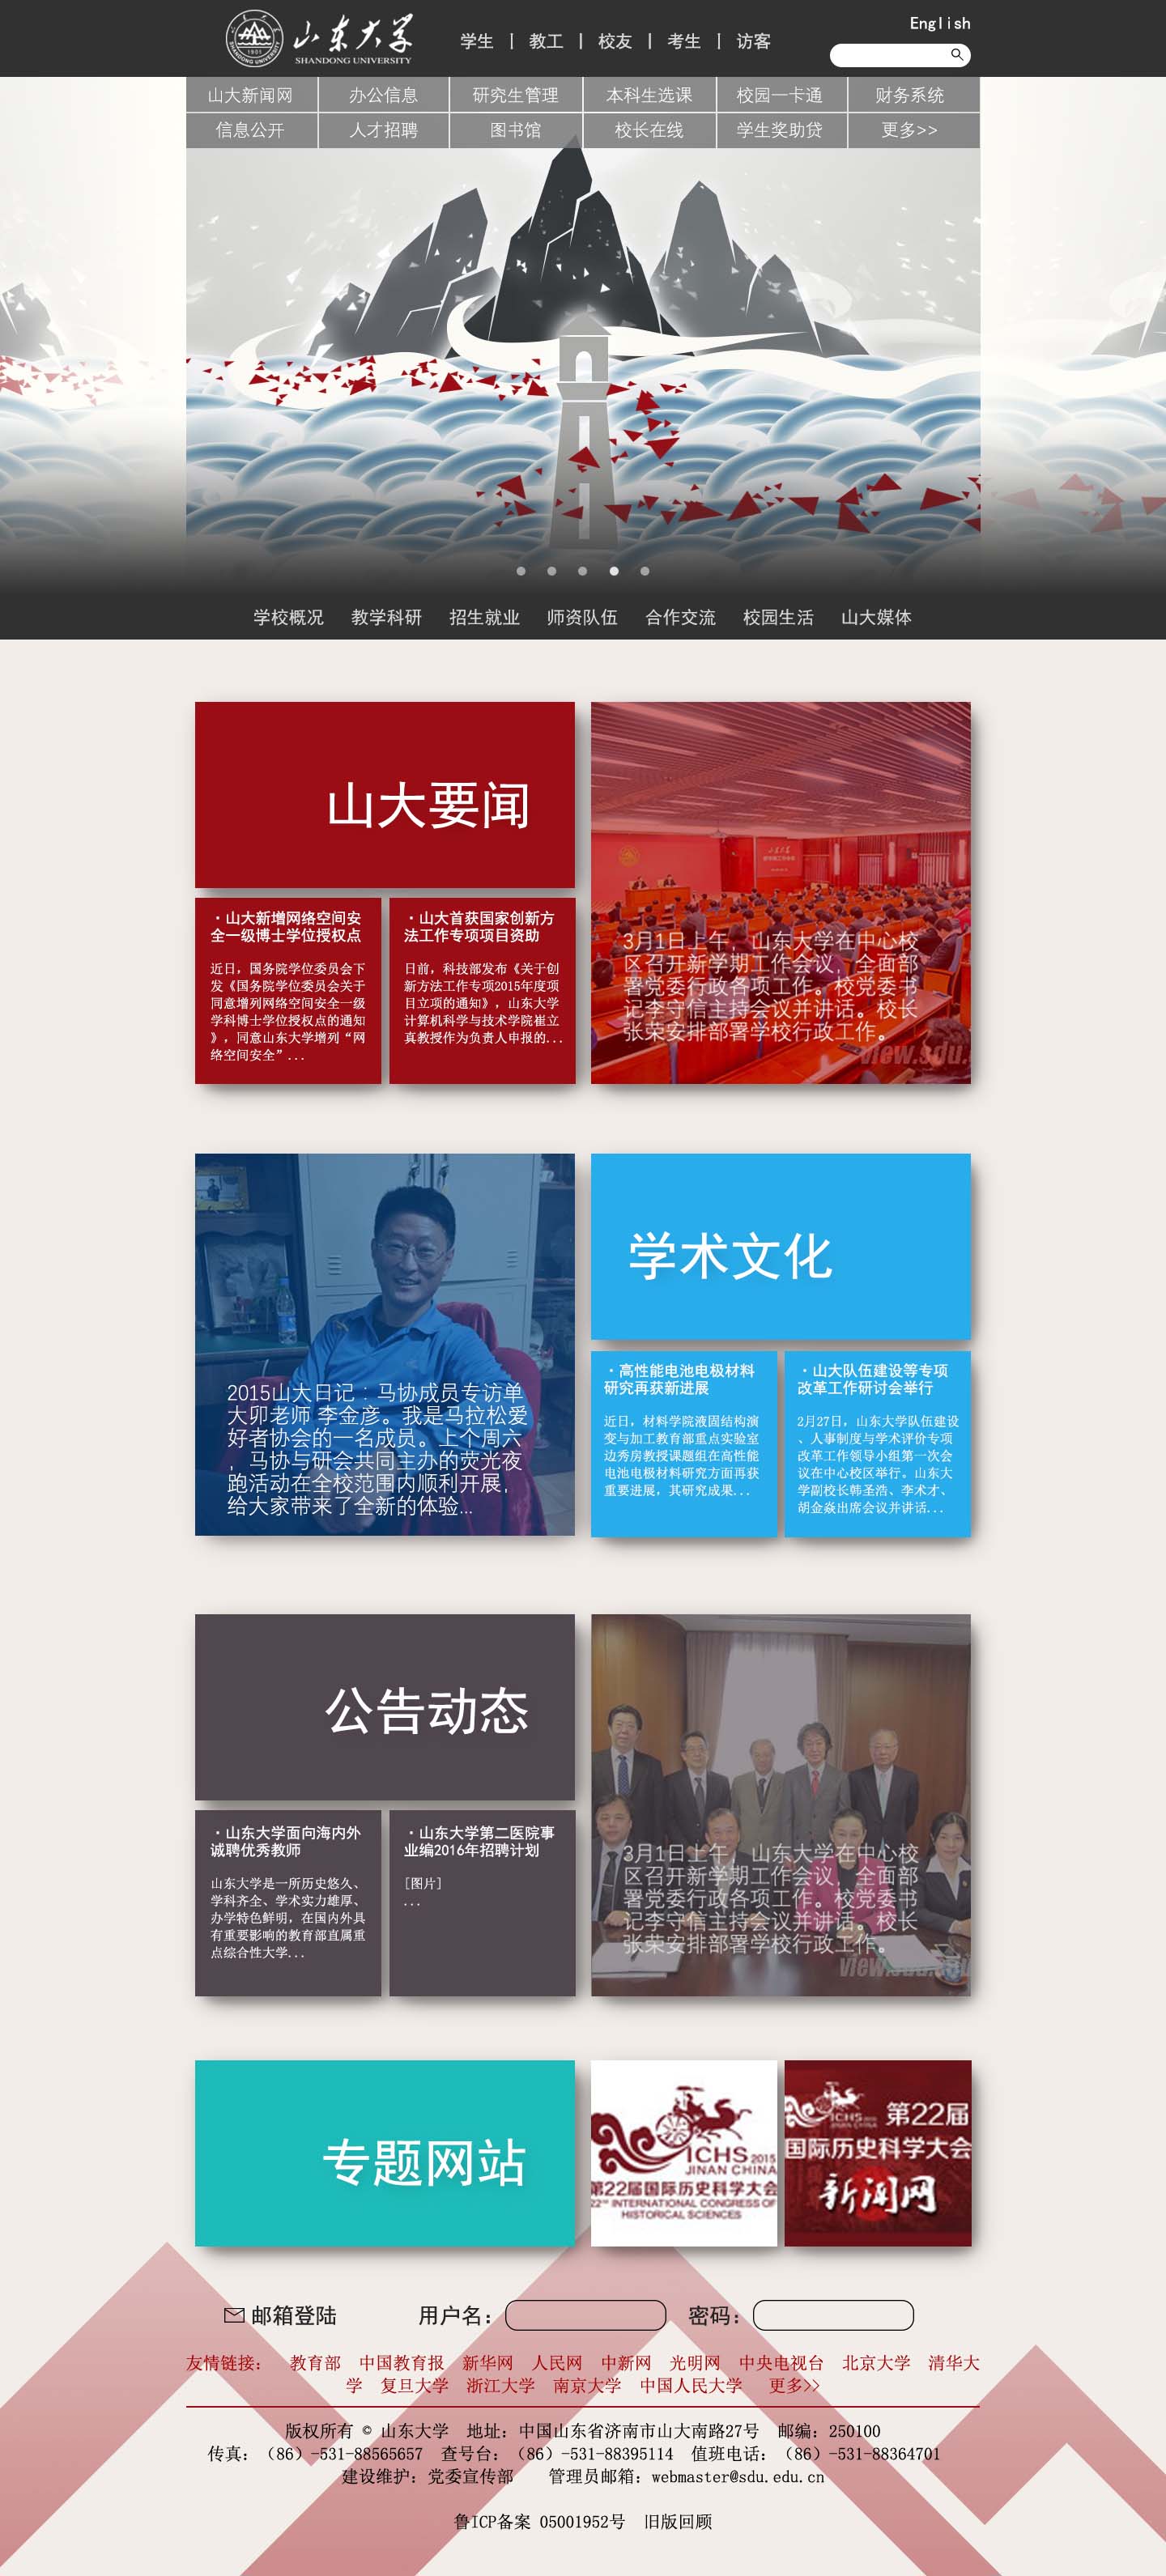 山东大学
SHANDONG UNIVERSITY
学生 | 教工 | 校友 | 考生 | 访客
English
山大新闻网 办公信息 研究生管理 本科生选课 校园一卡通 财务系统
信息公开 人才招聘 图书馆 校长在线 学生奖助贷 更多>>
学校概况 教学科研 招生就业 师资队伍 合作交流 校园生活 山大媒体
山大要闻
·山大新增网络空间安
全一级博士学位授权点
近日，国务院学位委员会下
发《国务院学位委员会关于
同意增列网络空间安全一级
学科博士学位授权点的通知
》，同意山东大学增列“网
络空间安全”...
·山大首获国家创新方
法工作专项项目资助
日前，科技部发布《关于创
新方法工作专项2015年度项
目立项的通知》，山东大学
计算机科学与技术学院崔立
真教授作为负责人申报的...
3月1日上午，山东大学在中心校
区召开新学期工作会议，全面部
署党委行政各项工作。校党委书
记李守信主持会议并讲话。校长
张荣安排部署学校行政工作。
view.sdu.
2015山大日记：马协成员专访单
大卯老师 李金彦。我是马拉松爱
好者协会的一名成员。上个周六
，马协与研会共同主办的荧光夜
跑活动在全校范围内顺利开展，
给大家带来了全新的体验...
学术文化
·高性能电池电极材料
研究再获新进展
近日，材料学院液固结构演
变与加工教育部重点实验室
边秀房教授课题组在高性能
电池电极材料研究方面再获
重要进展，其研究成果...
·山大队伍建设等专项
改革工作研讨会举行
2月27日，山东大学队伍建设
、人事制度与学术评价专项
改革工作领导小组第一次会
议在中心校区举行。山东大
学副校长韩圣浩、李术才、
胡金焱出席会议并讲话...
公告动态
·山东大学面向海内外
诚聘优秀教师
山东大学是一所历史悠久、
学科齐全、学术实力雄厚、
办学特色鲜明，在国内外具
有重要影响的教育部直属重
点综合性大学...
·山东大学第二医院事
业编2016年招聘计划
[图片]
...
3月1日上午，山东大学在中心校
区召开新学期工作会议，全面部
署党委行政各项工作。校党委书
记李守信主持会议并讲话。校长
张荣安排部署学校行政工作。
view.sdu.edu
专题网站
ICHS 2015
JINAN CHINA
第22届国际历史科学大会
22ND INTERNATIONAL CONGRESS OF
HISTORICAL SCIENCES
ICHS 第22届
国际历史科学大会
新闻网
邮箱登陆 用户名： 密码：
友情链接： 教育部 中国教育报 新华网 人民网 中新网 光明网 中央电视台 北京大学 清华大
学 复旦大学 浙江大学 南京大学 中国人民大学 更多>>
版权所有 © 山东大学 地址：中国山东省济南市山大南路27号 邮编：250100
传真：（86）-531-88565657 查号台：（86）-531-88395114 值班电话：（86）-531-88364701
建设维护：党委宣传部 管理员邮箱：webmaster@sdu.edu.cn
鲁ICP备案 05001952号 旧版回顾